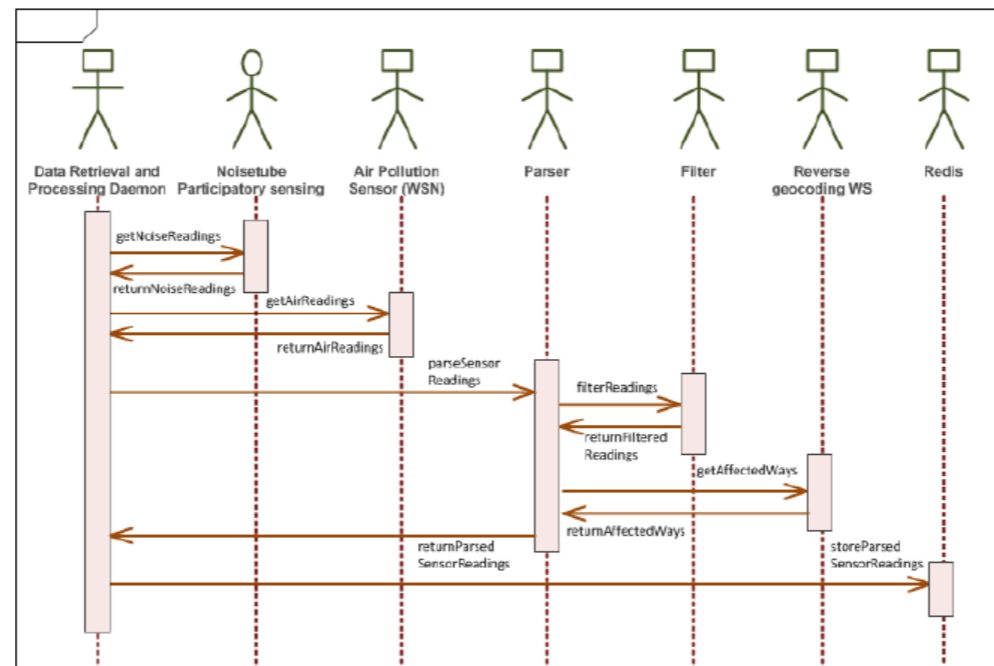 Data Retrieval and
Processing Daemon
Noisetube
Participatory sensing
Air Pollution
Sensor (WSN)
Parser
Filter
Reverse
geocoding WS
Redis
getNoiseReadings
returnNoiseReadings
getAirReadings
returnAirReadings
parseSensor
Readings
filterReadings
returnFiltered
Readings
getAffectedWays
returnAffectedWays
returnParsed
SensorReadings
storeParsed
SensorReadings